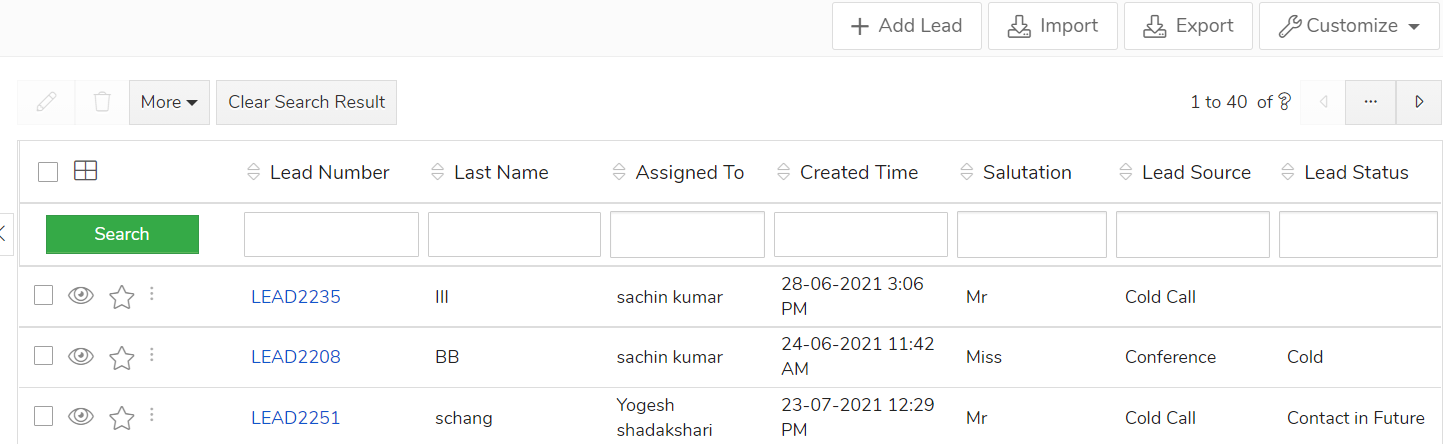 Add Lead Import Export Customize
More Clear Search Result 1 to 40 of ? ...
Lead Number Last Name Assigned To Created Time Salutation Lead Source Lead Status
Search
LEAD2235 III sachin kumar 28-06-2021 3:06 PM Mr Cold Call
LEAD2208 BB sachin kumar 24-06-2021 11:42 AM Miss Conference Cold
LEAD2251 schang Yogesh shadakshari 23-07-2021 12:29 PM Mr Cold Call Contact in Future